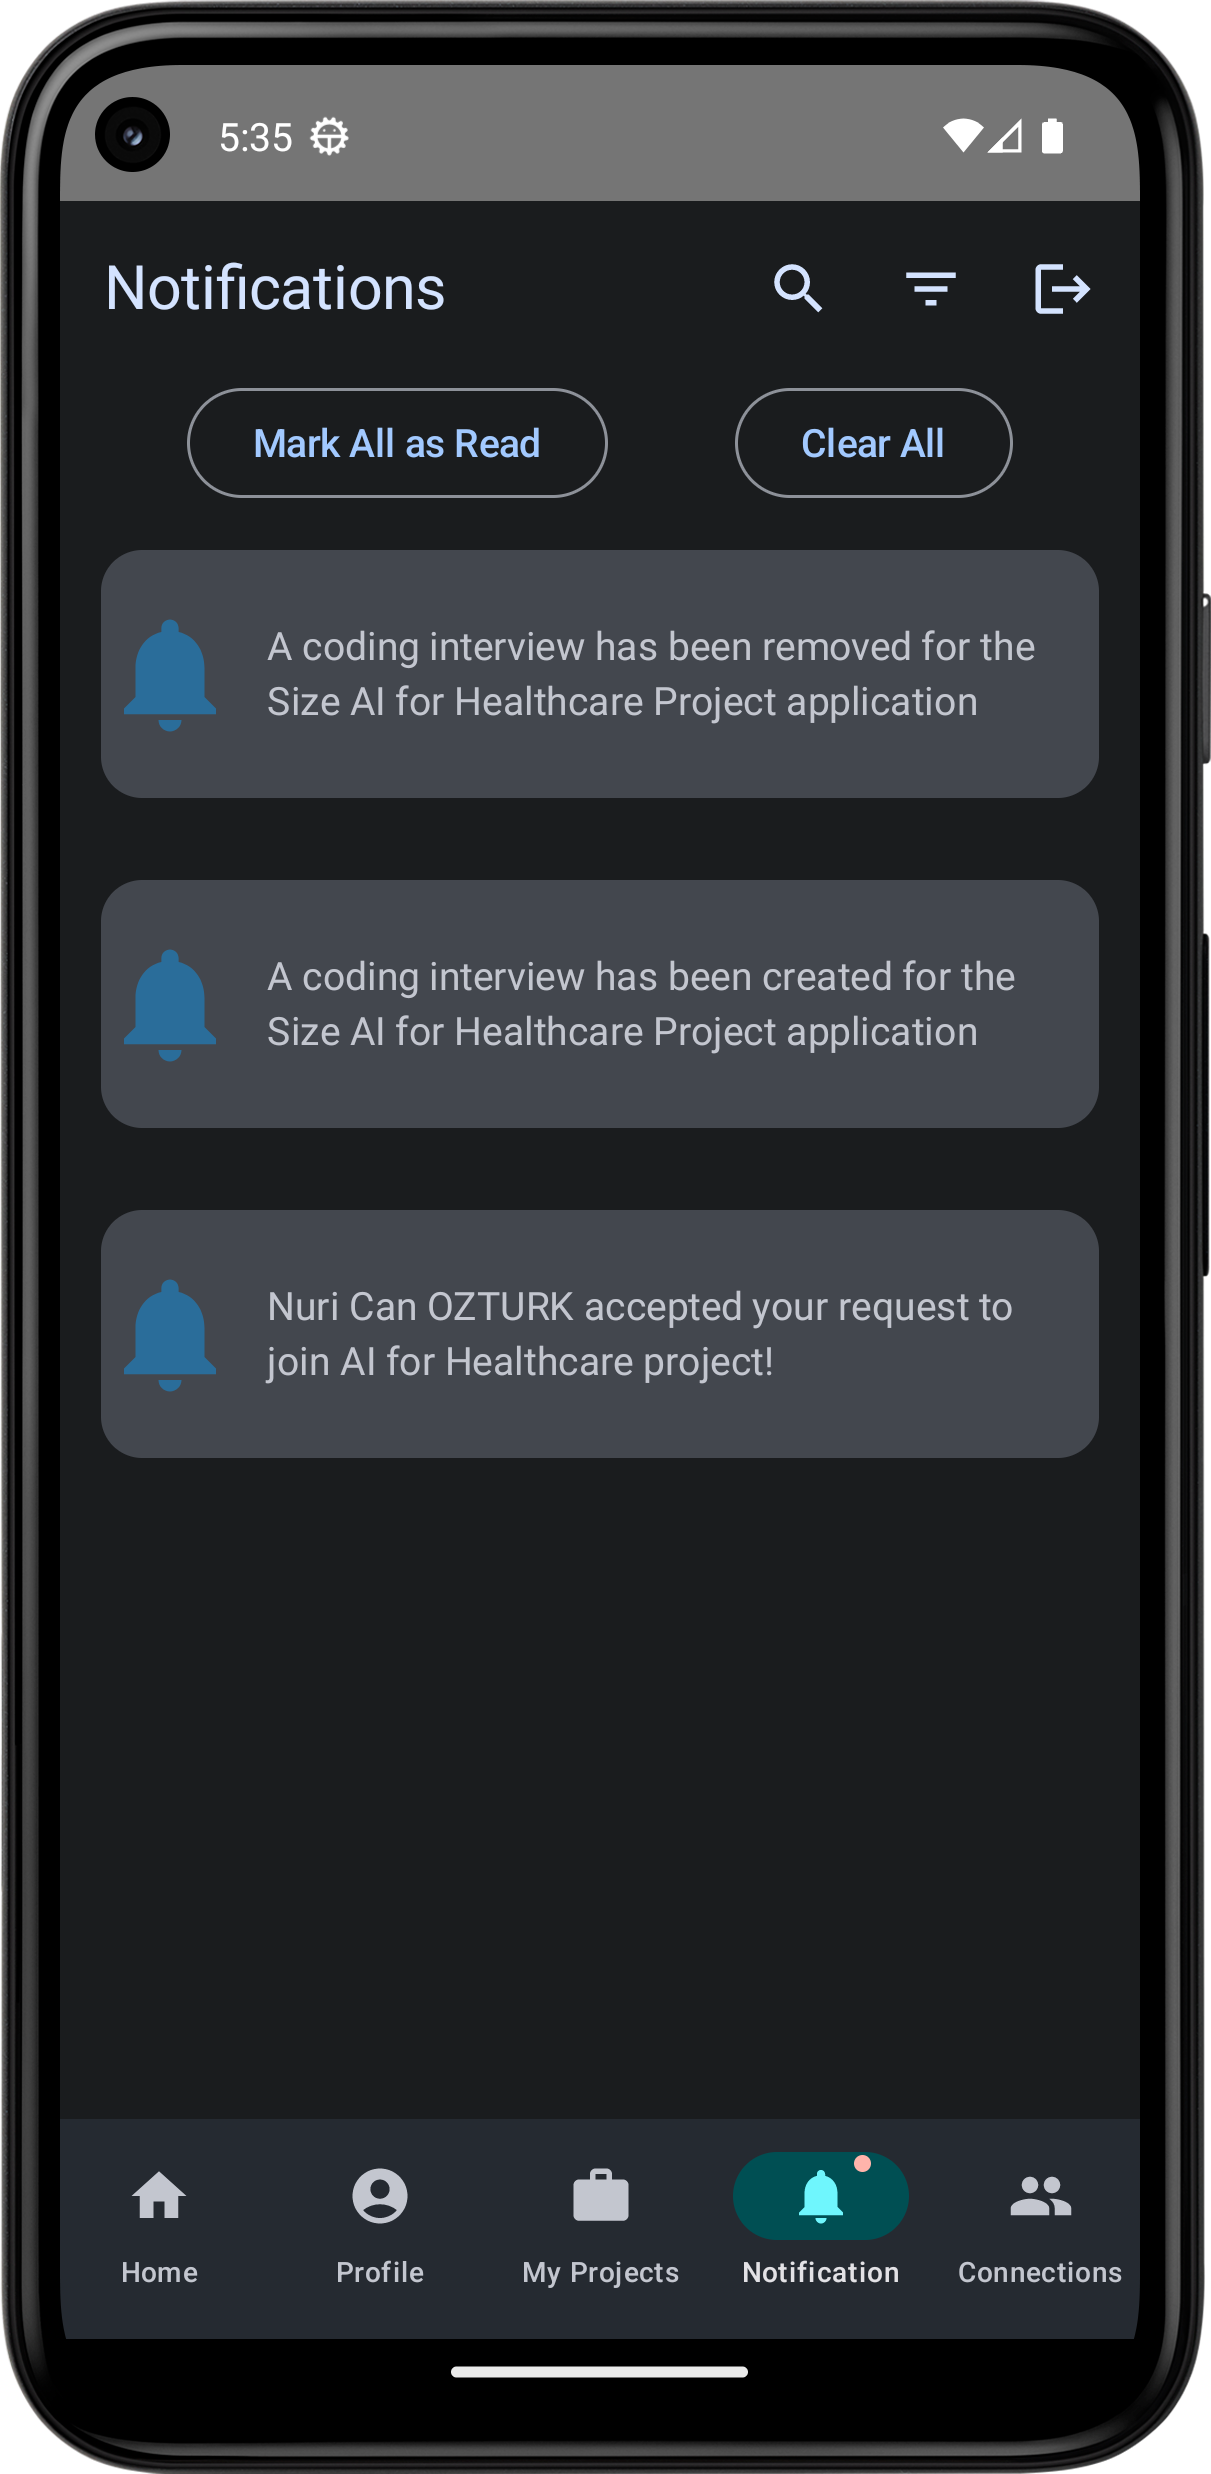 5:35
Notifications
Mark All as Read
Clear All
A coding interview has been removed for the
Size AI for Healthcare Project application
A coding interview has been created for the
Size AI for Healthcare Project application
Nuri Can OZTURK accepted your request to
join AI for Healthcare project!
Home
Profile
My Projects
Notification
Connections